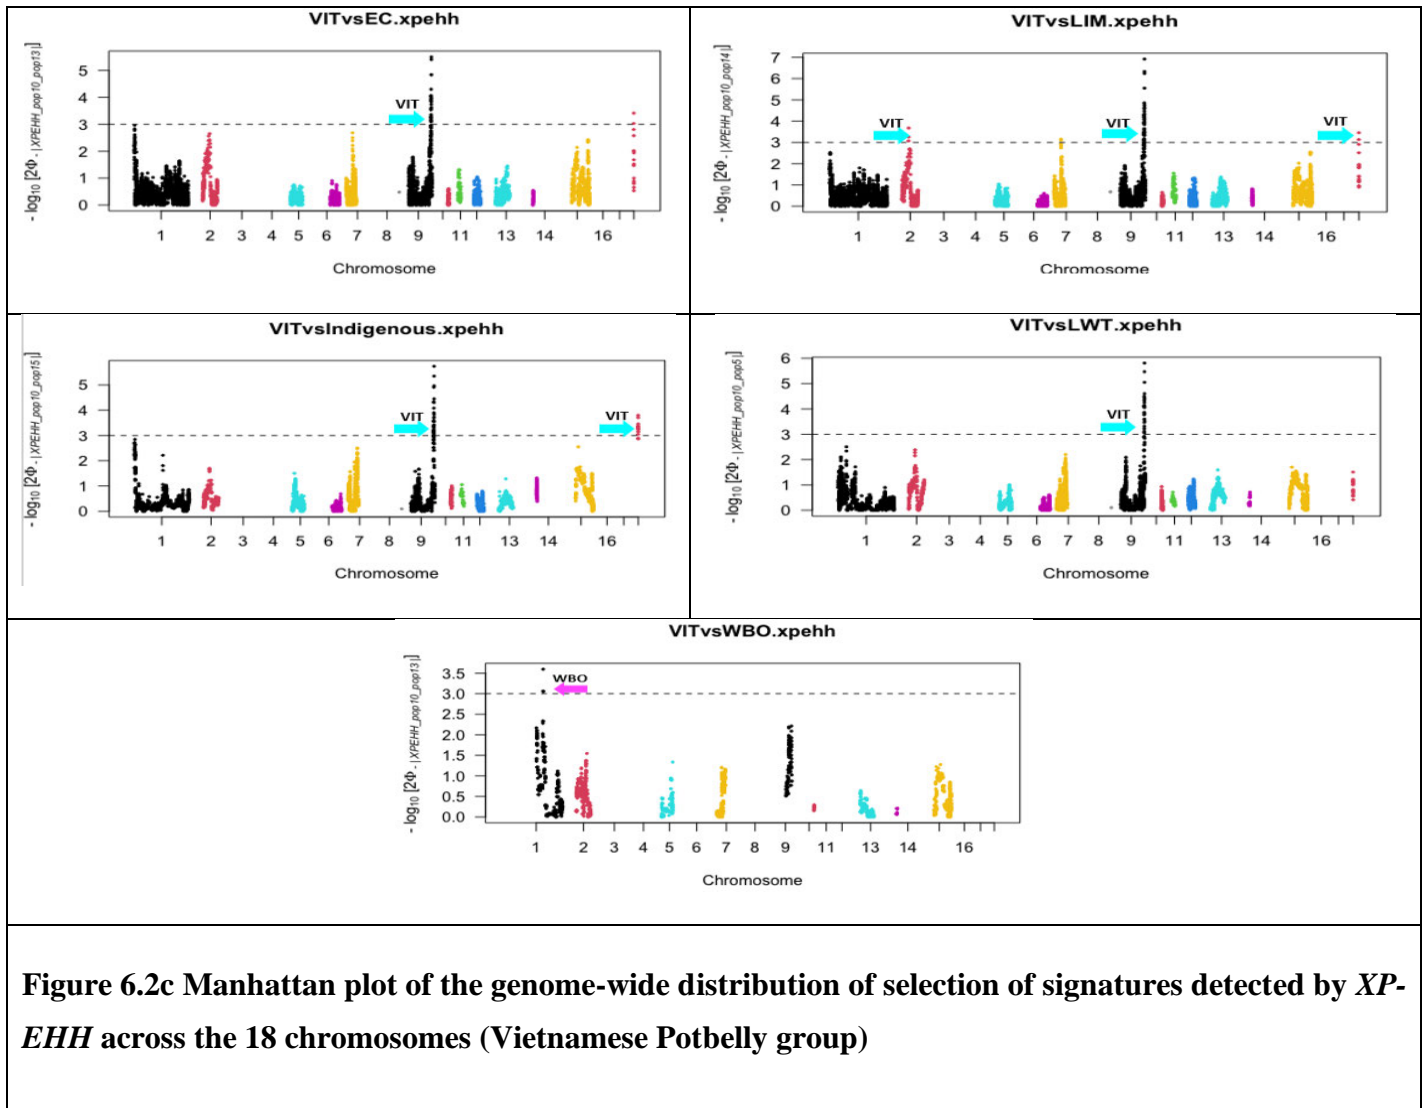 VITvsEC.xpehh
- log10 [2Φ-|XPEHH_pop10_pop13|]
5
4
3
2
1
0
VIT
1 2 3 4 5 6 7 8 9 11 13 14 16
Chromosome
VITvsLIM.xpehh
- log10 [2Φ-|XPEHH_pop10_pop14|]
7
6
5
4
3
2
1
0
VIT VIT VIT
1 2 3 4 5 6 7 8 9 11 13 14 16
Chromosome
VITvsIndigenous.xpehh
- log10 [2Φ-|XPEHH_pop10_pop15|]
5
4
3
2
1
0
VIT VIT
1 2 3 4 5 6 7 8 9 11 13 14 16
Chromosome
VITvsLWT.xpehh
- log10 [2Φ-|XPEHH_pop10_pop5|]
6
5
4
3
2
1
0
VIT
1 2 3 4 5 6 7 8 9 11 13 14 16
Chromosome
VITvsWBO.xpehh
- log10 [2Φ-|XPEHH_pop10_pop13|]
3.5
3.0
2.5
2.0
1.5
1.0
0.5
0.0
WBO
1 2 3 4 5 6 7 8 9 11 13 14 16
Chromosome
Figure 6.2c Manhattan plot of the genome-wide distribution of selection of signatures detected by XP-
EHH across the 18 chromosomes (Vietnamese Potbelly group)